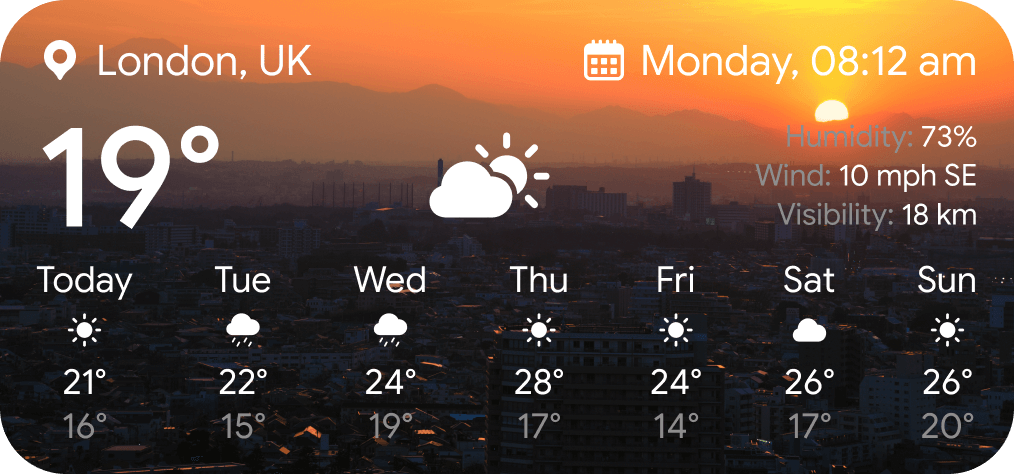 London, UK
Monday, 08:12 am
19°
Humidity: 73%
Wind: 10 mph SE
Visibility: 18 km
Today Tue Wed Thu Fri Sat Sun
21° 22° 24° 28° 24° 26° 26°
16° 15° 19° 17° 14° 17° 20°